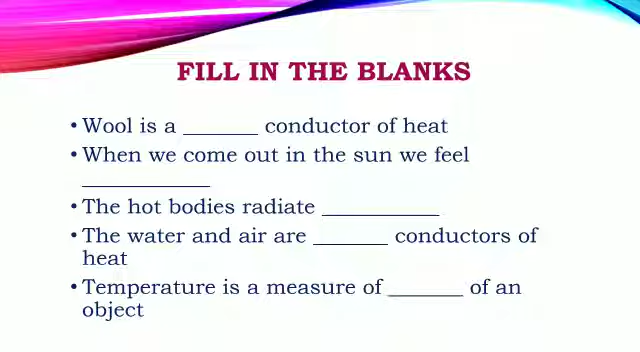 FILL IN THE BLANKS
• Wool is a _______ conductor of heat
• When we come out in the sun we feel
____________
• The hot bodies radiate ___________
• The water and air are _______ conductors of
heat
• Temperature is a measure of _______ of an
object